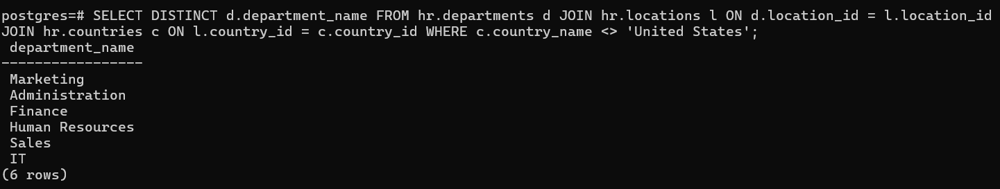 postgres=# SELECT DISTINCT d.department_name FROM hr.departments d JOIN hr.locations l ON d.location_id = l.location_id
JOIN hr.countries c ON l.country_id = c.country_id WHERE c.country_name <> 'United States';
 department_name
-----------------
 Marketing
 Administration
 Finance
 Human Resources
 Sales
 IT
(6 rows)